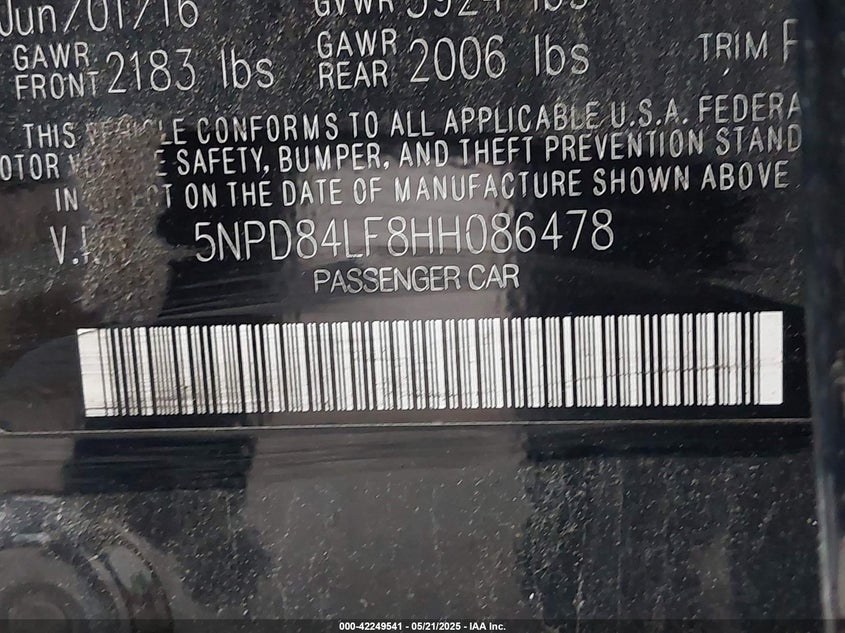 Jun/01/16 GVWR 3924 lbs
GAWR FRONT 2183 lbs GAWR REAR 2006 lbs TRIM
THIS LE CONFORMS TO ALL APPLICABLE U.S.A. FEDERA
OTOR SAFETY, BUMPER, AND THEFT PREVENTION STAND
IN ON THE DATE OF MANUFACTURE SHOWN ABOVE
5NPD84LF8HH086478
PASSENGER CAR
000-42249541 - 05/21/2025 - IAA Inc.